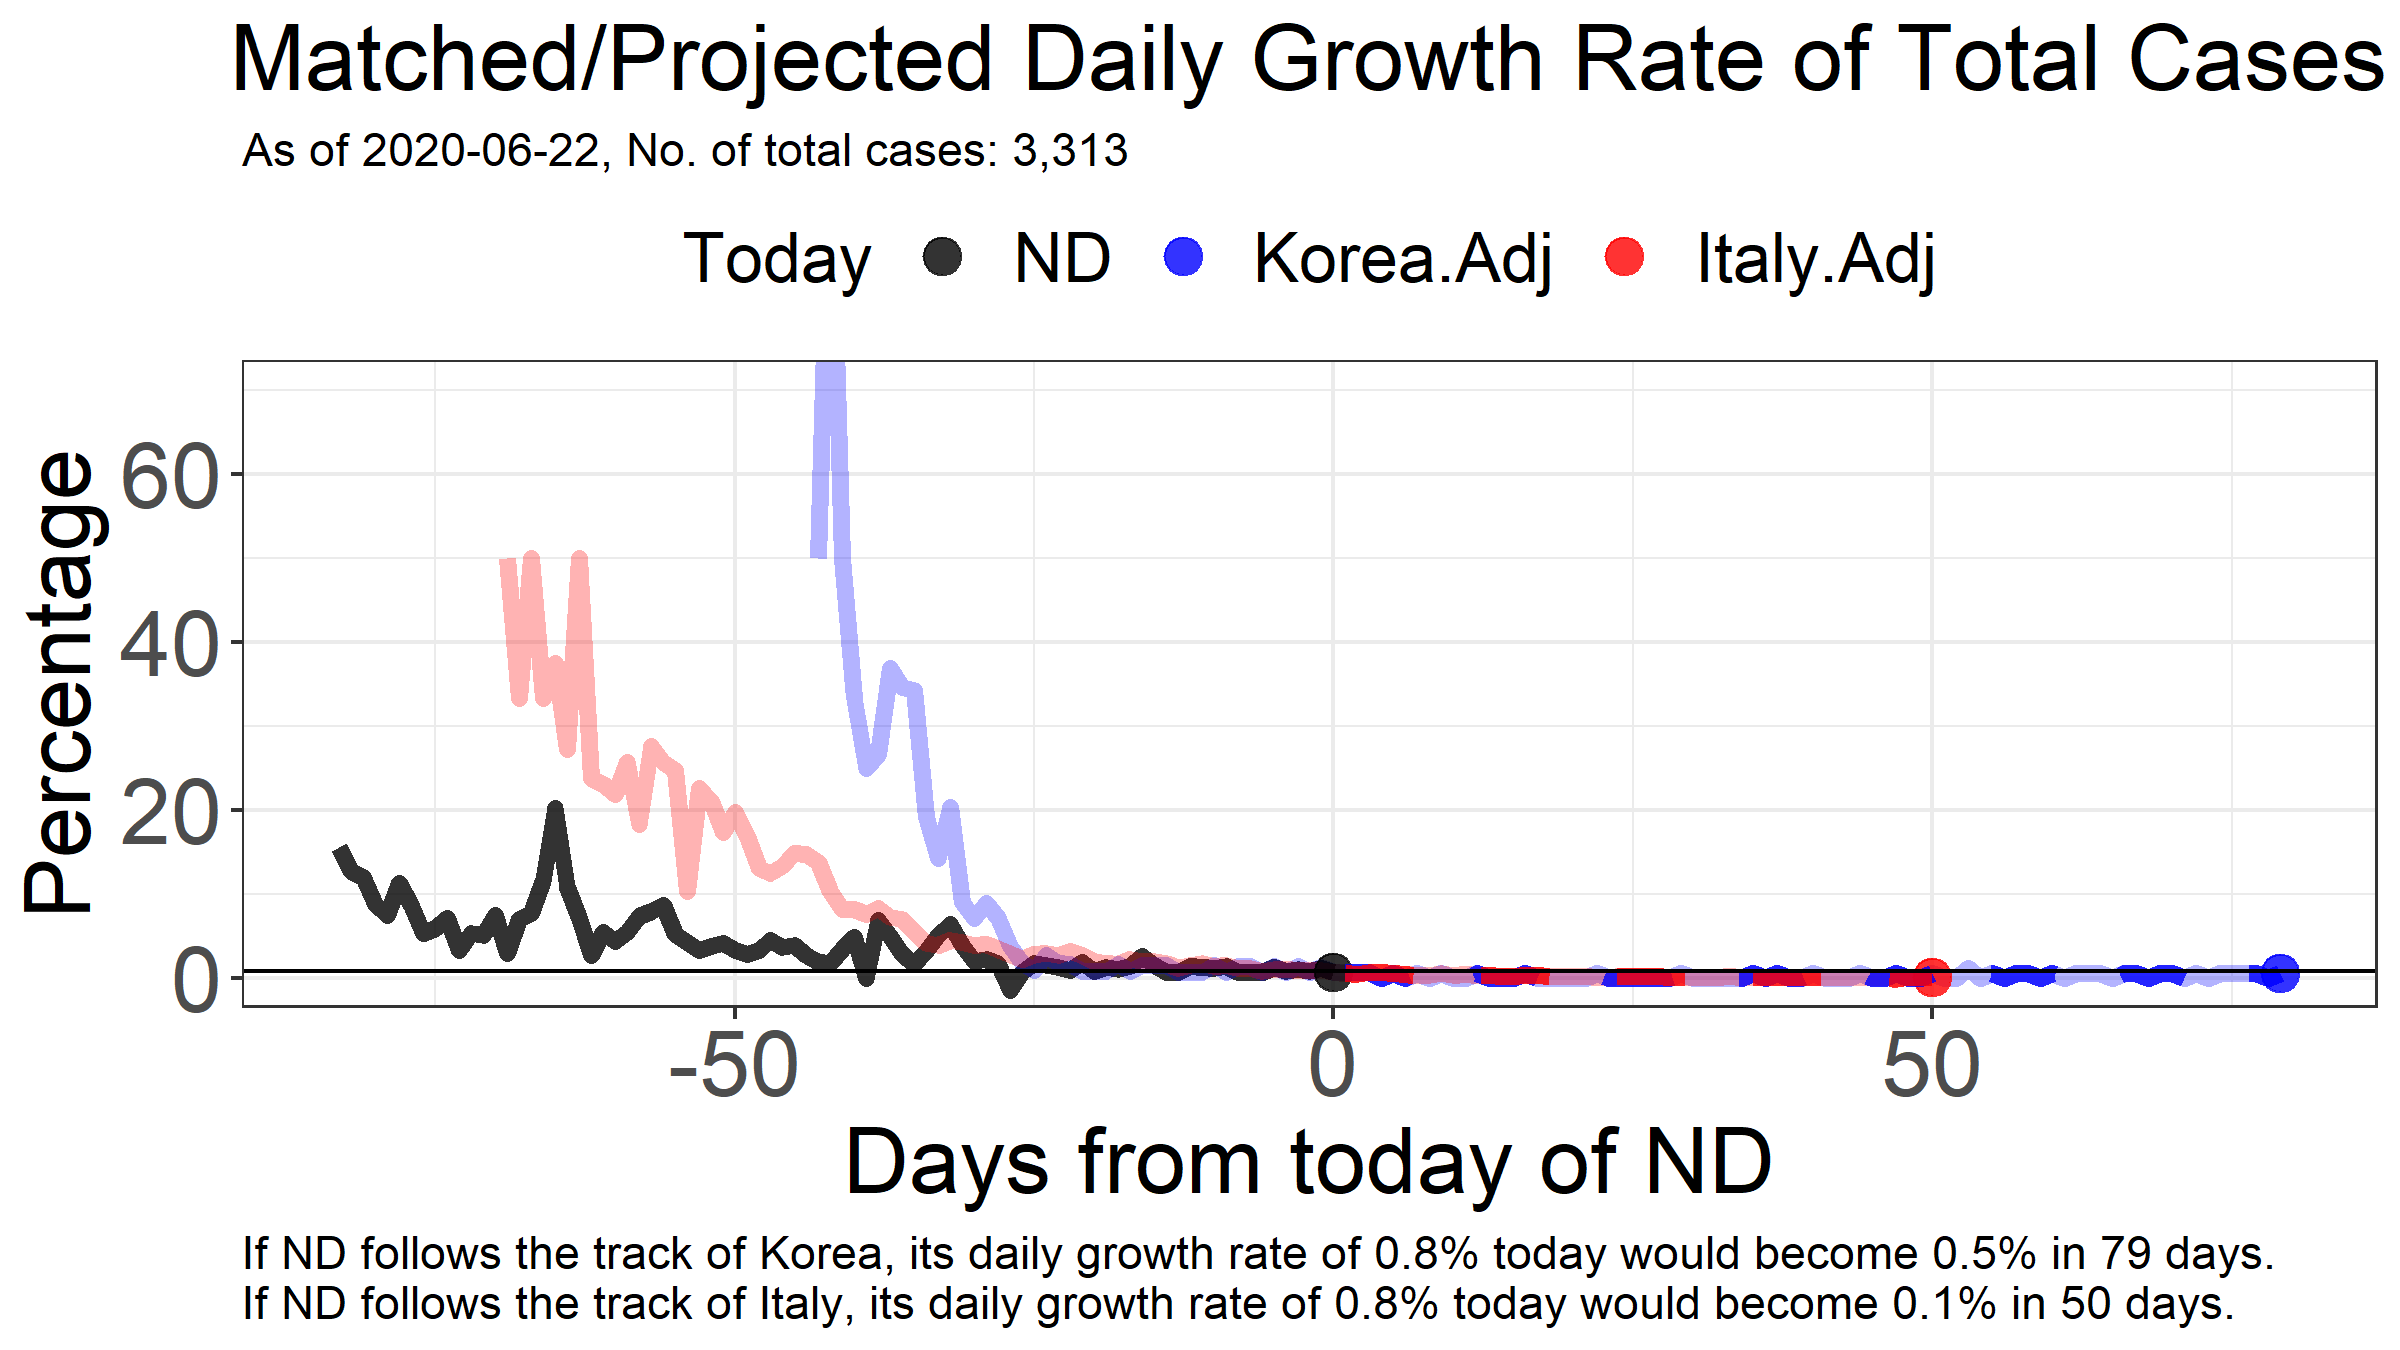 Matched/Projected Daily Growth Rate of Total Cases
As of 2020-06-22, No. of total cases: 3,313
Today ND Korea.Adj Italy.Adj
Percentage
60
40
20
0
-50 0 50
Days from today of ND
If ND follows the track of Korea, its daily growth rate of 0.8% today would become 0.5% in 79 days.
If ND follows the track of Italy, its daily growth rate of 0.8% today would become 0.1% in 50 days.